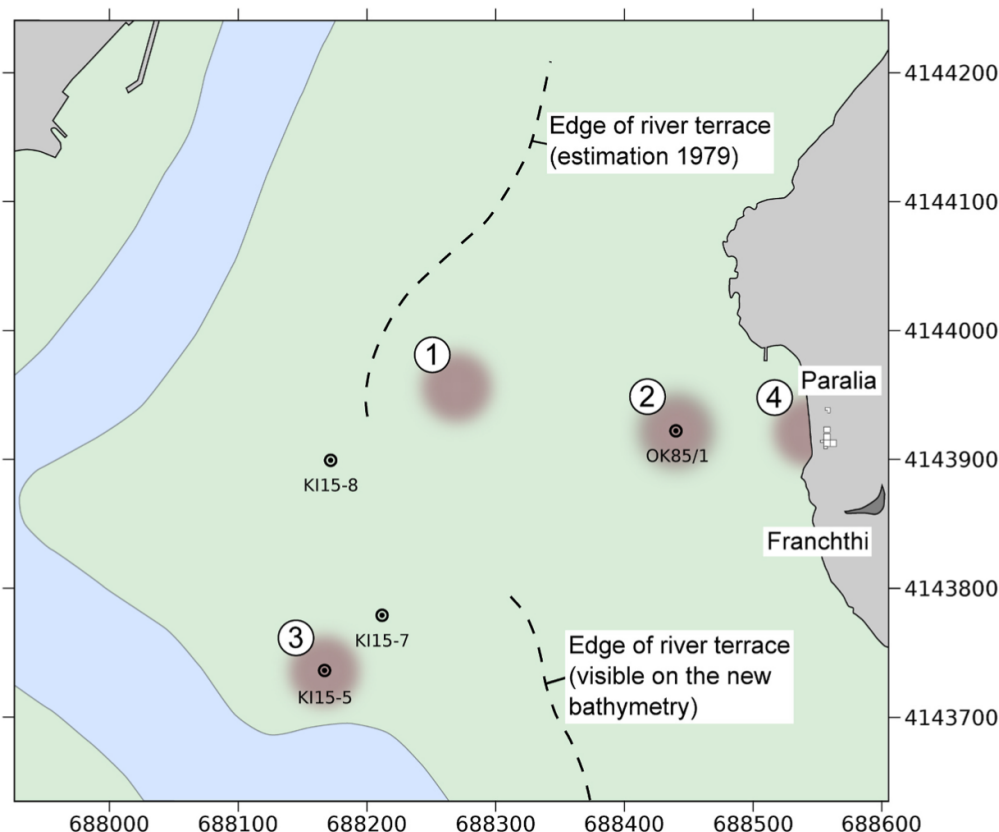 4144200
Edge of river terrace
(estimation 1979)
4144100
4144000
1
Paralia
2
4
OK85/1
4143900
KI15-8
Franchthi
4143800
3
KI15-7
Edge of river terrace
(visible on the new
bathymetry)
KI15-5
4143700
688000 688100 688200 688300 688400 688500 688600